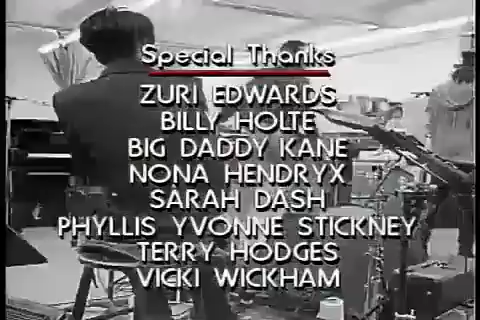 Special Thanks
ZURI EDWARDS
BILLY HOLTE
BIG DADDY KANE
NONA HENDRYX
SARAH DASH
PHYLLIS YVONNE STICKNEY
TERRY HODGES
VICKI WICKHAM